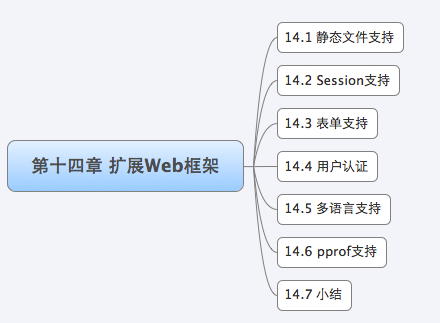 第十四章 扩展Web框架
14.1 静态文件支持
14.2 Session支持
14.3 表单支持
14.4 用户认证
14.5 多语言支持
14.6 pprof支持
14.7 小结